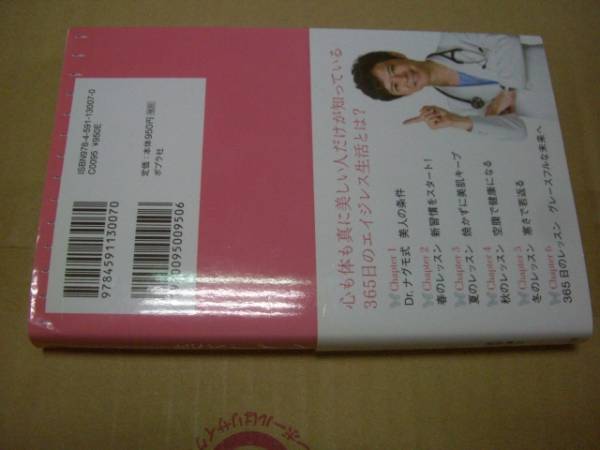 心も体も真に美しい人だけが知っている
365日のエイジレス生活とは?
Chapter 1
Dr.ナグモ式 美人の条件
Chapter 2
春のレッスン 新習慣をスタート!
Chapter 3
夏のレッスン 焼かずに美肌キープ
Chapter 4
秋のレッスン 空腹で健康になる
Chapter 5
冬のレッスン 寒さで若返る
Chapter 6
365日のレッスン グレースフルな未来へ
ISBN978-4-591-13007-0
C0095 ¥950E
定価:本体950円 税別
ポプラ社
9784591130070
1920095009506